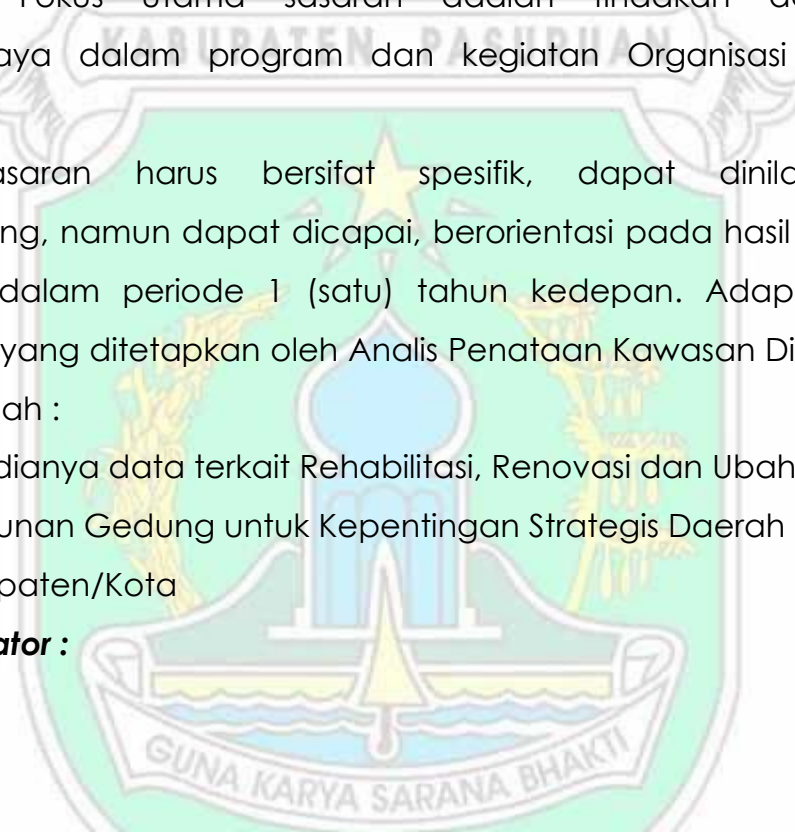 Fokus utama sasaran adalah tindakan
KABUPATEN PASURUAN
aya dalam program dan kegiatan Organisasi
asaran harus bersifat spesifik, dapat dinila
ng, namun dapat dicapai, berorientasi pada hasil
dalam periode 1 (satu) tahun kedepan. Adap
yang ditetapkan oleh Analis Penataan Kawasan Di
ah :
dianya data terkait Rehabilitasi, Renovasi dan Ubah
unan Gedung untuk Kepentingan Strategis Daerah
paten/Kota
ator :
GUNA KARYA SARANA BHAKTI